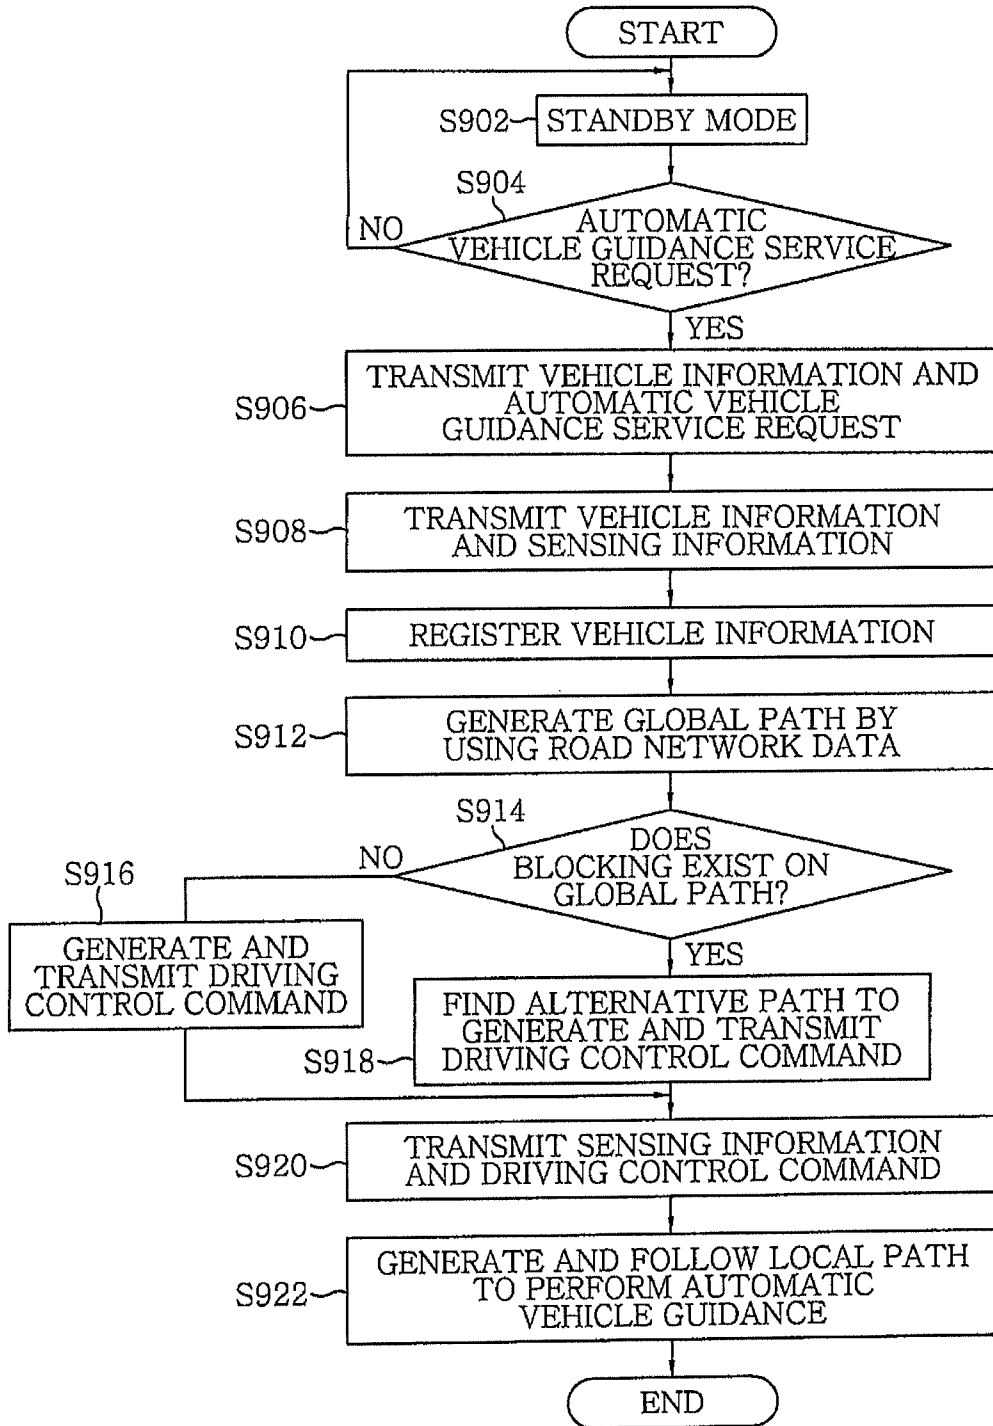 START
S902
STANDBY MODE
S904
NO
AUTOMATIC
VEHICLE GUIDANCE SERVICE
REQUEST?
YES
S906
TRANSMIT VEHICLE INFORMATION AND
AUTOMATIC VEHICLE
GUIDANCE SERVICE REQUEST
S908
TRANSMIT VEHICLE INFORMATION
AND SENSING INFORMATION
S910
REGISTER VEHICLE INFORMATION
S912
GENERATE GLOBAL PATH BY
USING ROAD NETWORK DATA
S914
NO
DOES
BLOCKING EXIST ON
GLOBAL PATH?
S916
GENERATE AND
TRANSMIT DRIVING
CONTROL COMMAND
YES
S918
FIND ALTERNATIVE PATH TO
GENERATE AND TRANSMIT
DRIVING CONTROL COMMAND
S920
TRANSMIT SENSING INFORMATION
AND DRIVING CONTROL COMMAND
S922
GENERATE AND FOLLOW LOCAL PATH
TO PERFORM AUTOMATIC
VEHICLE GUIDANCE
END